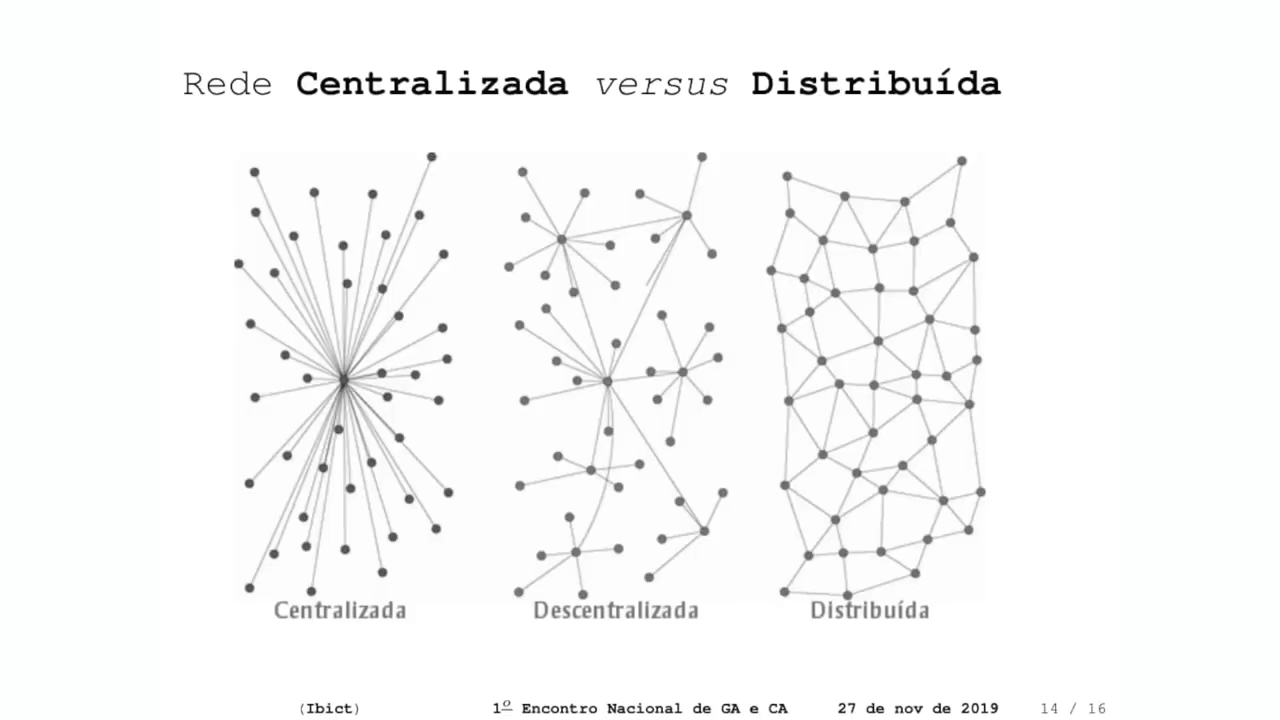 Rede Centralizada versus Distribuída
Centralizada Descentralizada Distribuída
(Ibict) 1º Encontro Nacional de GA e CA 27 de nov de 2019 14 / 16